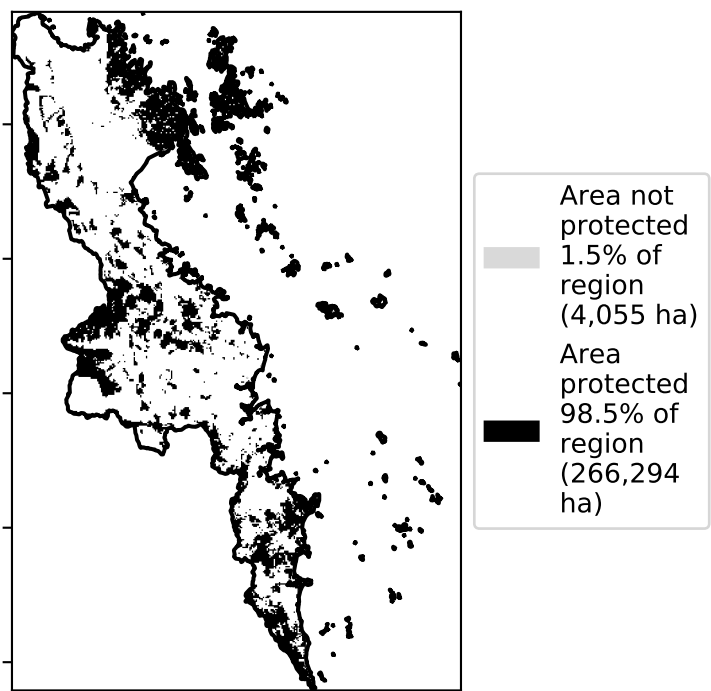 Area not
protected
1.5% of
region
(4,055 ha)
Area
protected
98.5% of
region
(266,294
ha)